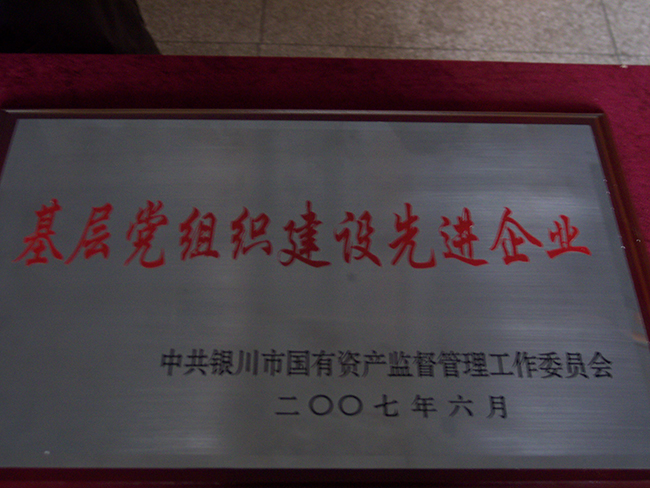 基层党组织建设先进企业
中共银川市国有资产监督管理工作委员会
二〇〇七年六月